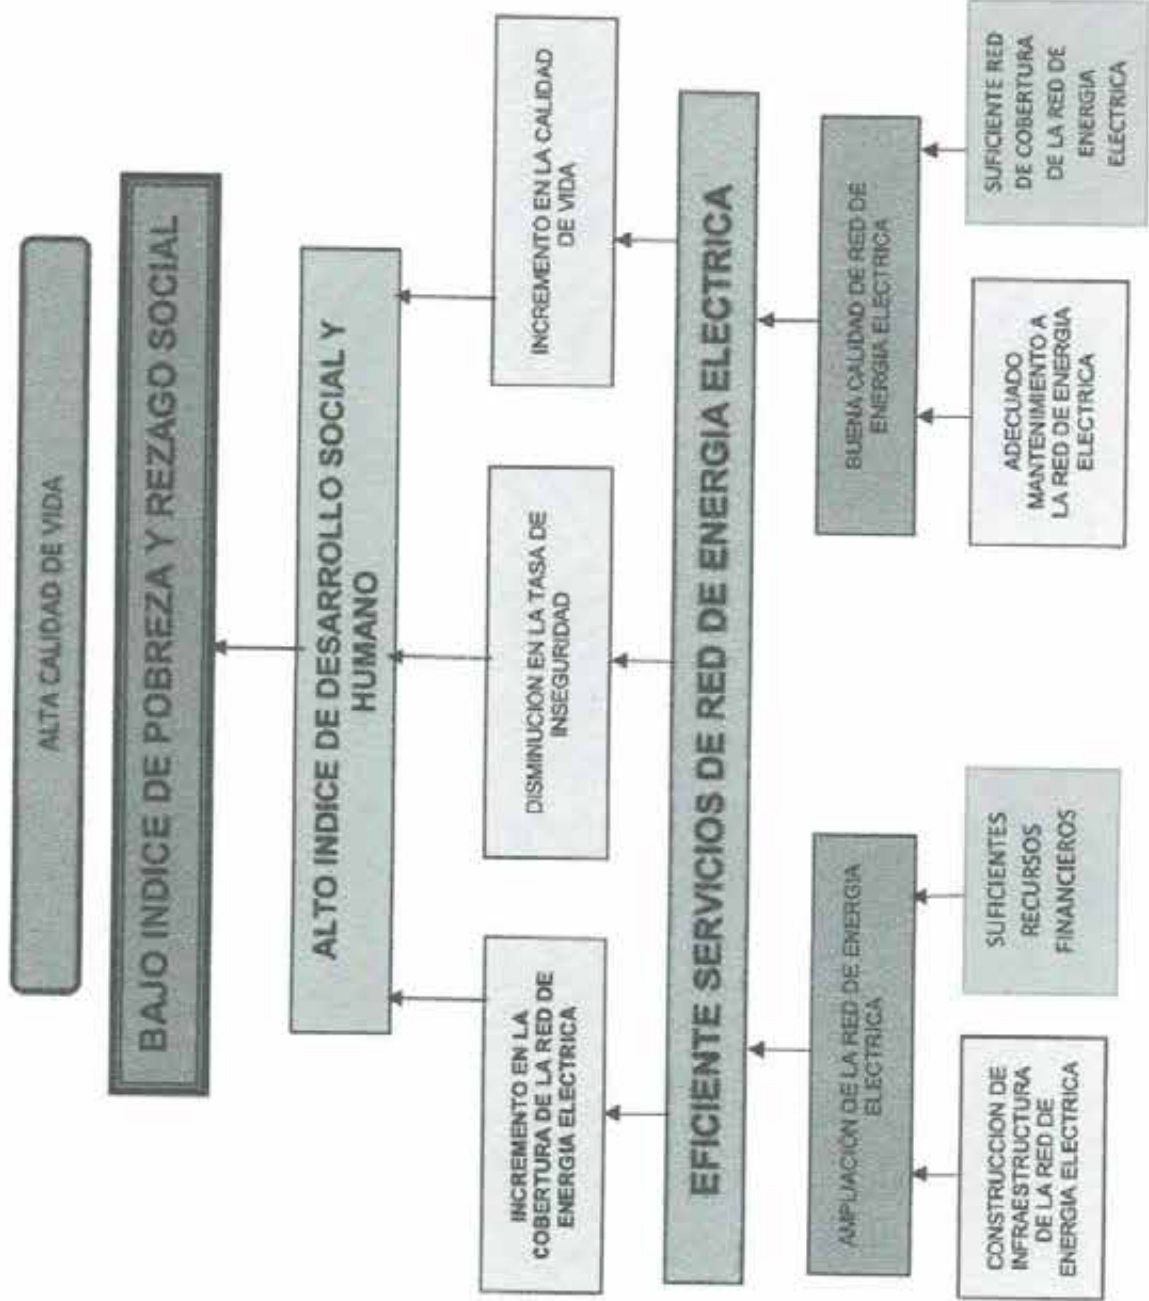 ALTA CALIDAD DE VIDA
BAJO INDICE DE POBREZA Y REZAGO SOCIAL
ALTO INDICE DE DESARROLLO SOCIAL Y
HUMANO
INCREMENTO EN LA
COBERTURA DE LA RED DE
ENERGIA ELECTRICA
DISMINUCION EN LA TASA DE
INSEGURIDAD
INCREMENTO EN LA CALIDAD
DE VIDA
EFICIENTE SERVICIOS DE RED DE ENERGIA ELECTRICA
AMPLIACIÓN DE LA RED DE ENERGIA
ELECTRICA
BUENA CALIDAD DE RED DE
ENERGIA ELECTRICA
CONSTRUCCION DE
INFRAESTRUCTURA
DE LA RED DE
ENERGIA ELECTRICA
SUFICIENTES
RECURSOS
FINANCIEROS
ADECUADO
MANTENIMIENTO A
LA RED DE ENERGIA
ELECTRICA
SUFICIENTE RED
DE COBERTURA
DE LA RED DE
ENERGIA
ELECTRICA